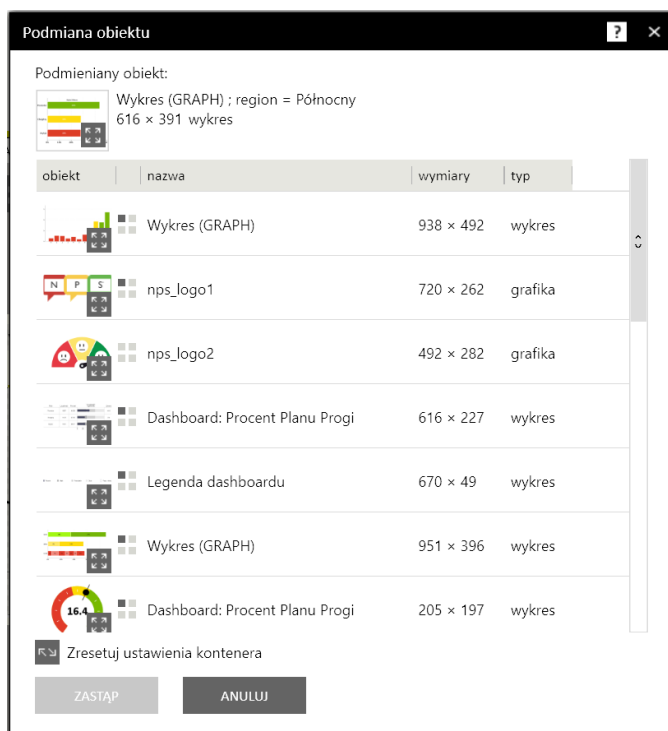 Podmiana obiektu
?
Podmieniany obiekt:
Wykres (GRAPH) ; region = Północny
616 × 391 wykres
obiekt nazwa wymiary typ
Wykres (GRAPH) 938 × 492 wykres
N P S nps_logo1 720 × 262 grafika
nps_logo2 492 × 282 grafika
Dashboard: Procent Planu Progi 616 × 227 wykres
Legenda dashboardu 670 × 49 wykres
Wykres (GRAPH) 951 × 396 wykres
16.4 Dashboard: Procent Planu Progi 205 × 197 wykres
Zresetuj ustawienia kontenera
ZASTĄP ANULUJ